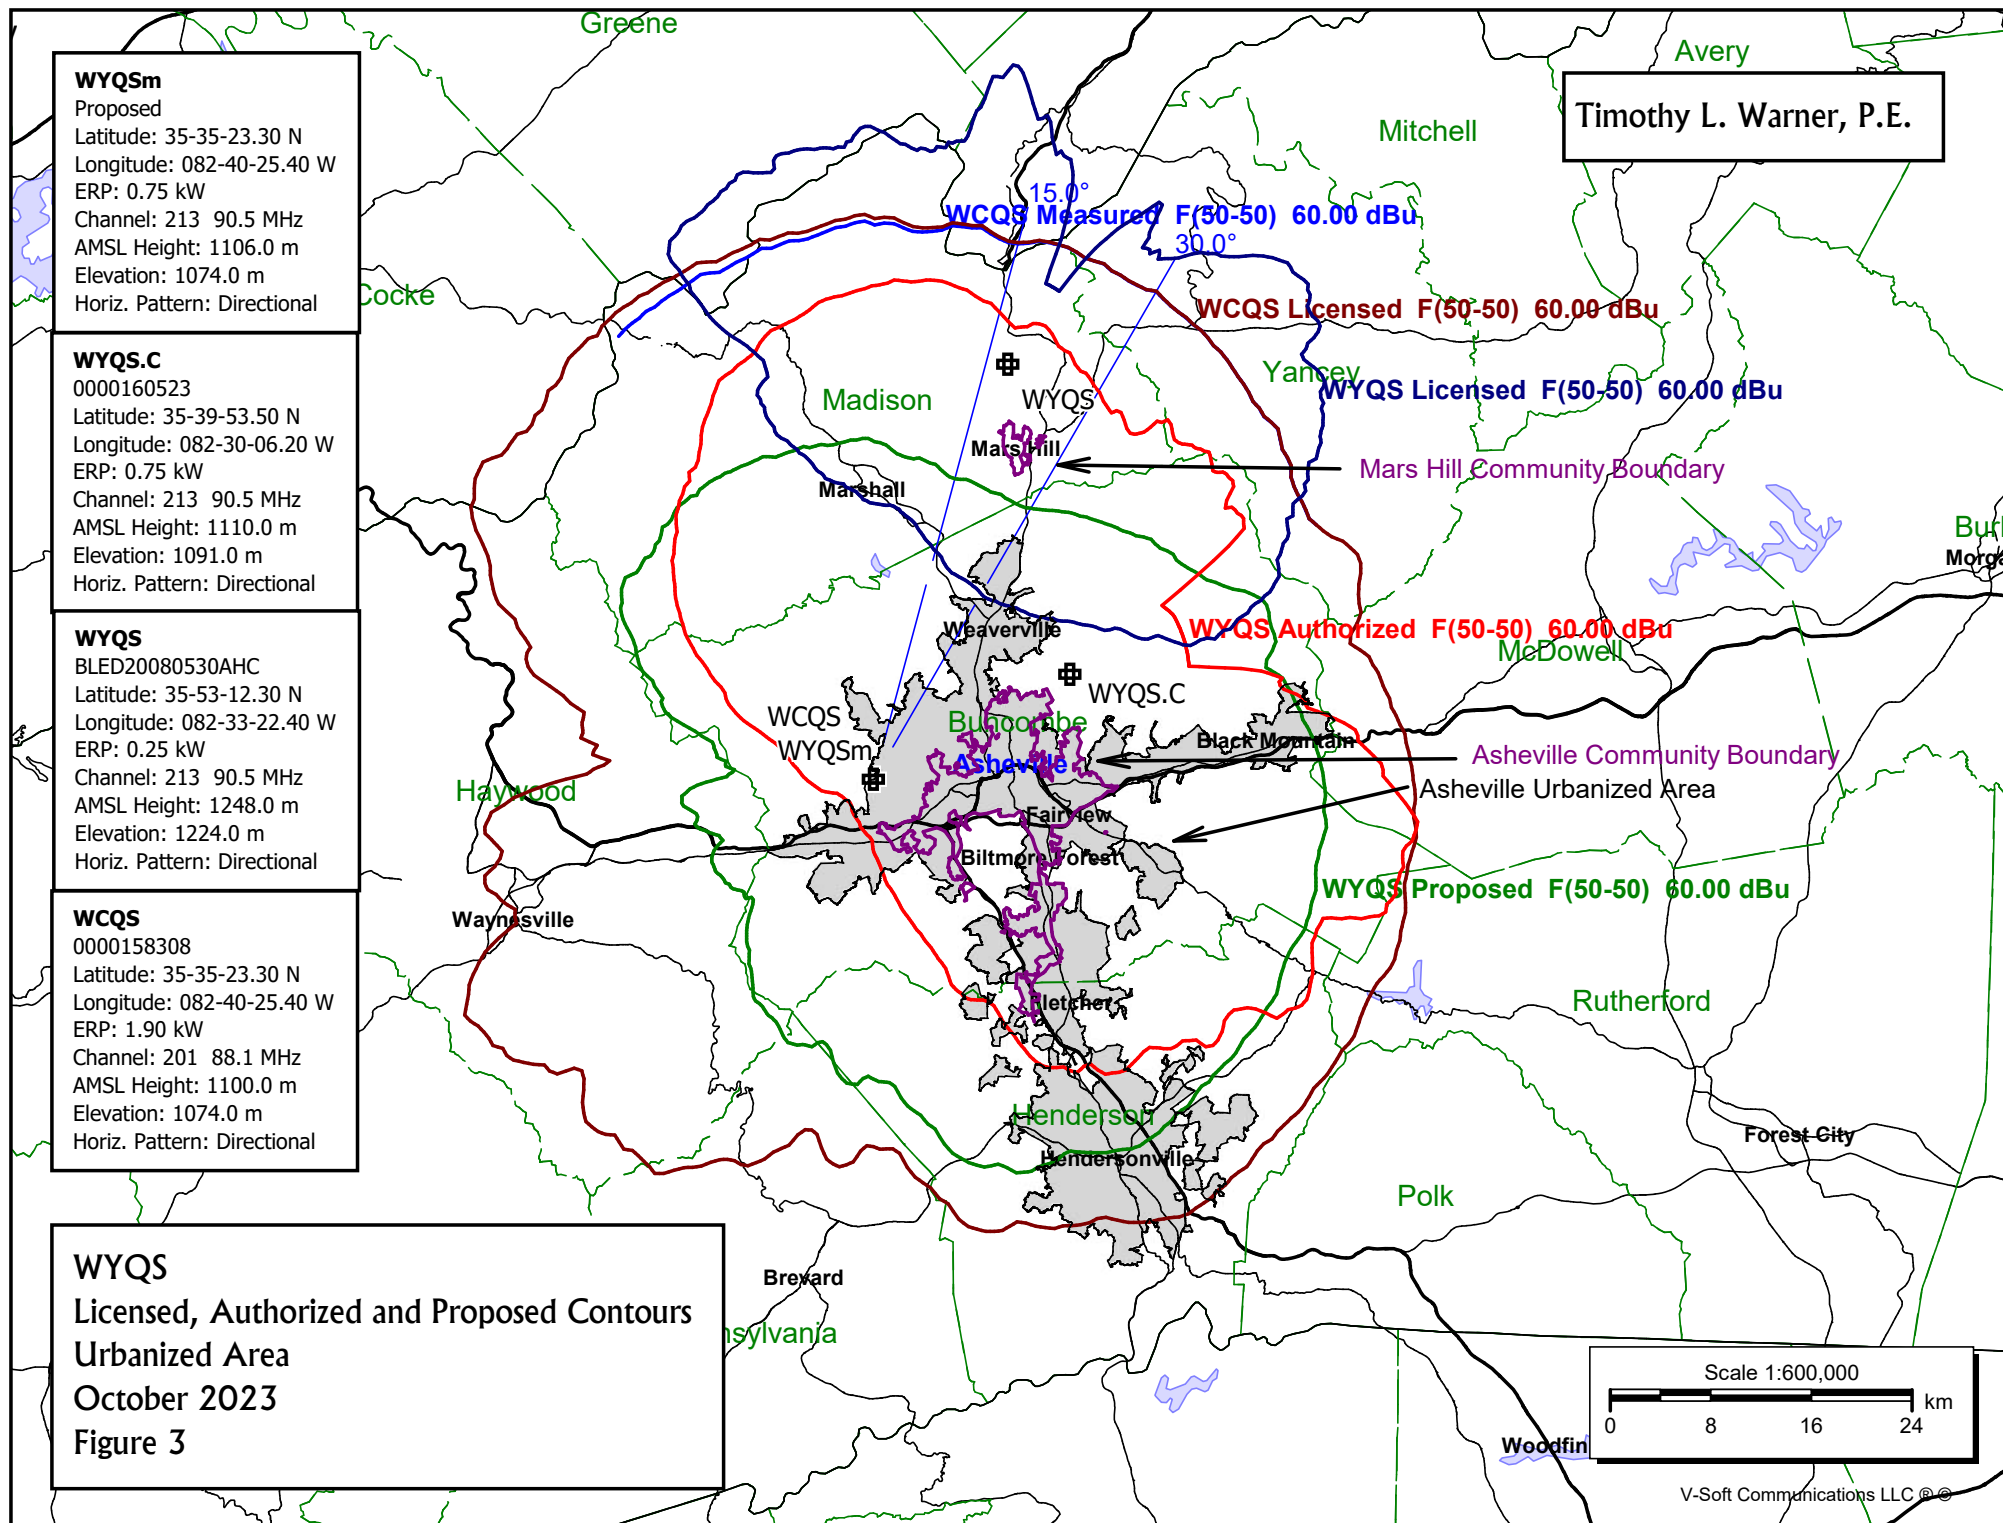 WYQSm
Proposed
Latitude: 35-35-23.30 N
Longitude: 082-40-25.40 W
ERP: 0.75 kW
Channel: 213 90.5 MHz
AMSL Height: 1106.0 m
Elevation: 1074.0 m
Horiz. Pattern: Directional
WYQS.C
0000160523
Latitude: 35-39-53.50 N
Longitude: 082-30-06.20 W
ERP: 0.75 kW
Channel: 213 90.5 MHz
AMSL Height: 1110.0 m
Elevation: 1091.0 m
Horiz. Pattern: Directional
WYQS
BLED20080530AHC
Latitude: 35-53-12.30 N
Longitude: 082-33-22.40 W
ERP: 0.25 kW
Channel: 213 90.5 MHz
AMSL Height: 1248.0 m
Elevation: 1224.0 m
Horiz. Pattern: Directional
WCQS
0000158308
Latitude: 35-35-23.30 N
Longitude: 082-40-25.40 W
ERP: 1.90 kW
Channel: 201 88.1 MHz
AMSL Height: 1100.0 m
Elevation: 1074.0 m
Horiz. Pattern: Directional
WYQS
Licensed, Authorized and Proposed Contours
Urbanized Area
October 2023
Figure 3
Timothy L. Warner, P.E.
Greene
Avery
Mitchell
15.0°
WCQS Measured F(50-50) 60.00 dBu
30.0°
Cocke
WCQS Licensed F(50-50) 60.00 dBu
Yancey
WYQS Licensed F(50-50) 60.00 dBu
Madison
WYQS
Mars Hill
Mars Hill Community Boundary
Marshall
Burl
Morga
Weaverville
WYQS Authorized F(50-50) 60.00 dBu
McDowell
WYQS.C
WCQS
WYQSm
Buncombe
Black Mountain
Asheville
Asheville Community Boundary
Haywood
Asheville Urbanized Area
Fairview
Biltmore Forest
WYQS Proposed F(50-50) 60.00 dBu
Waynesville
Fletcher
Rutherford
Henderson
Forest City
Hendersonville
Polk
Brevard
nsylvania
Scale 1:600,000
km
0 8 16 24
Woodfin
V-Soft Communications LLC ® ©